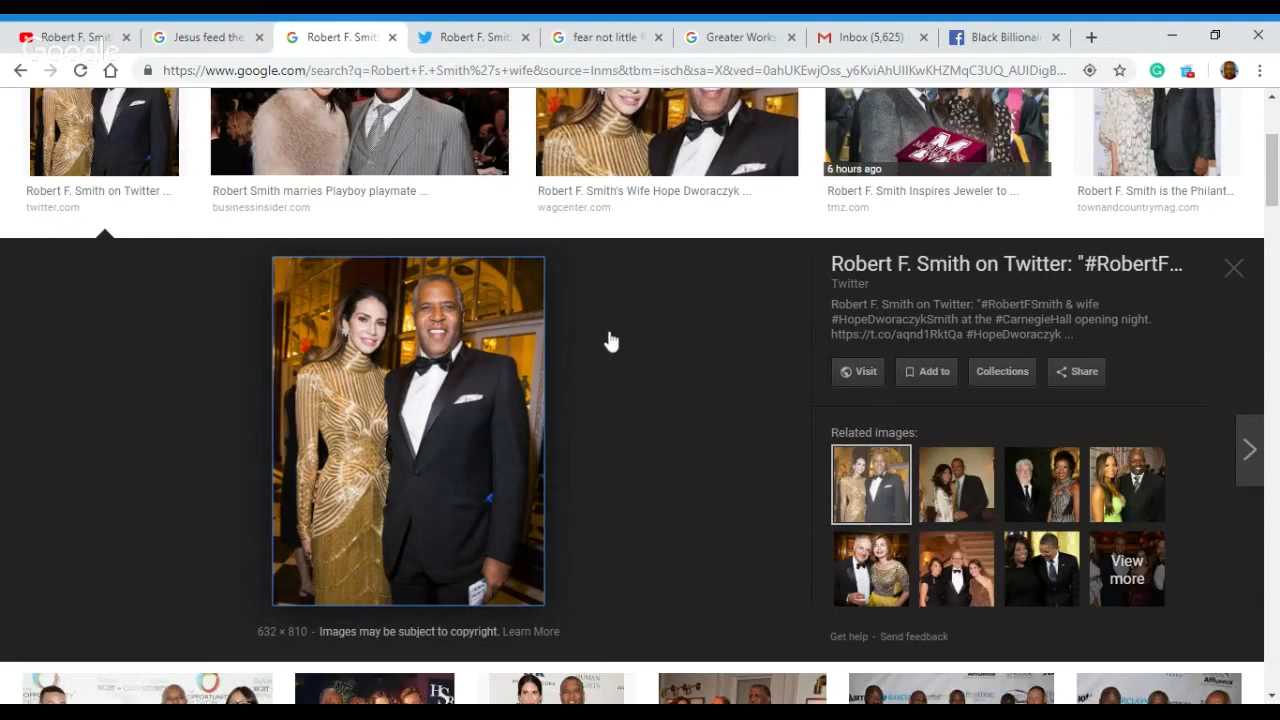 Robert F. Smit
Jesus feed the
Robert F. Smit
Robert F. Smit
fear not little f
Greater Works
Inbox (5,625)
Black Billionai
Google
https://www.google.com/search?q=Robert+F.+Smith%27s+wife&source=lnms&tbm=isch&sa=X&ved=0ahUKEwjOss_y6KviAhUIIKwKHZMqC3UQ_AUIDigB...
6 hours ago
Robert F. Smith on Twitter ...
Robert Smith marries Playboy playmate ...
Robert F. Smith's Wife Hope Dworaczyk ...
Robert F. Smith Inspires Jeweler to ...
Robert F. Smith is the Philant...
twitter.com
businessinsider.com
wagcenter.com
tmz.com
townandcountrymag.com
Robert F. Smith on Twitter: "#RobertF...
Twitter
Robert F. Smith on Twitter: "#RobertFSmith & wife
#HopeDworaczykSmith at the #CarnegieHall opening night.
https://t.co/aqnd1RktQa #HopeDworaczyk ...
Visit
Add to
Collections
Share
Related images:
View
more
632 × 810 - Images may be subject to copyright. Learn More
Get help - Send feedback